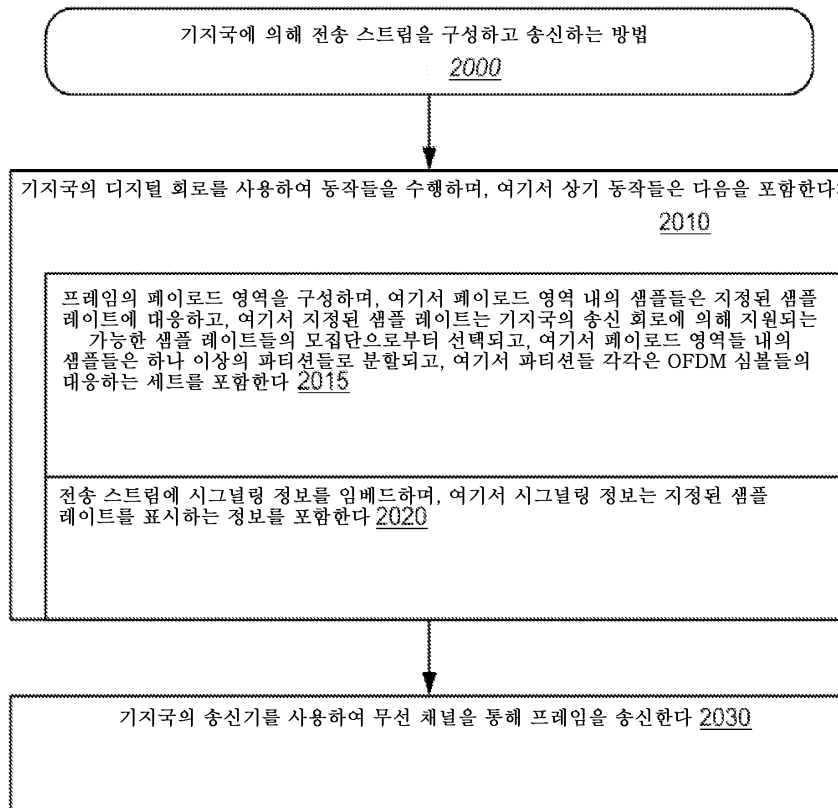 기지국에 의해 전송 스트림을 구성하고 송신하는 방법
2000
기지국의 디지털 회로를 사용하여 동작들을 수행하며, 여기서 상기 동작들은 다음을 포함한다:
2010
프레임의 페이로드 영역을 구성하며, 여기서 페이로드 영역 내의 샘플들은 지정된 샘플
레이트에 대응하고, 여기서 지정된 샘플 레이트는 기지국의 송신 회로에 의해 지원되는
가능한 샘플 레이트들의 모집단으로부터 선택되고, 여기서 페이로드 영역들 내의
샘플들은 하나 이상의 파티션들로 분할되고, 여기서 파티션들 각각은 OFDM 심볼들의
대응하는 세트를 포함한다 2015
전송 스트림에 시그널링 정보를 임베드하며, 여기서 시그널링 정보는 지정된 샘플
레이트를 표시하는 정보를 포함한다 2020
기지국의 송신기를 사용하여 무선 채널을 통해 프레임을 송신한다 2030